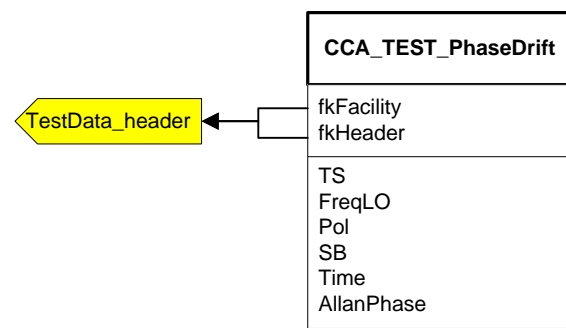 CCA_TEST_PhaseDrift
TestData_header
fkFacility
fkHeader
TS
FreqLO
Pol
SB
Time
AllanPhase